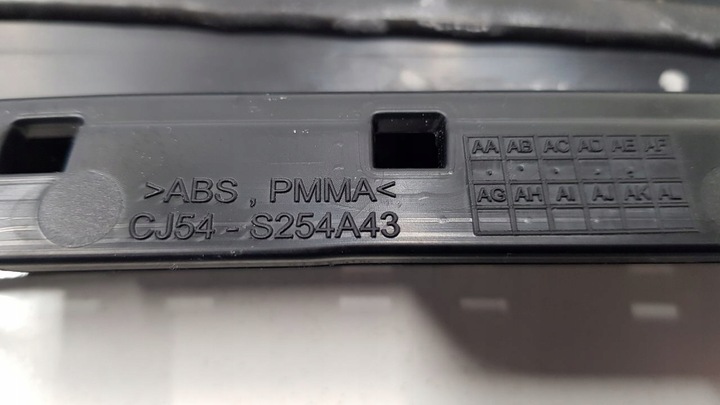 >ABS , PMMA<
CJ54 - S254A43
AA AB AC AD AE AF
AG AH AI AJ AK AL